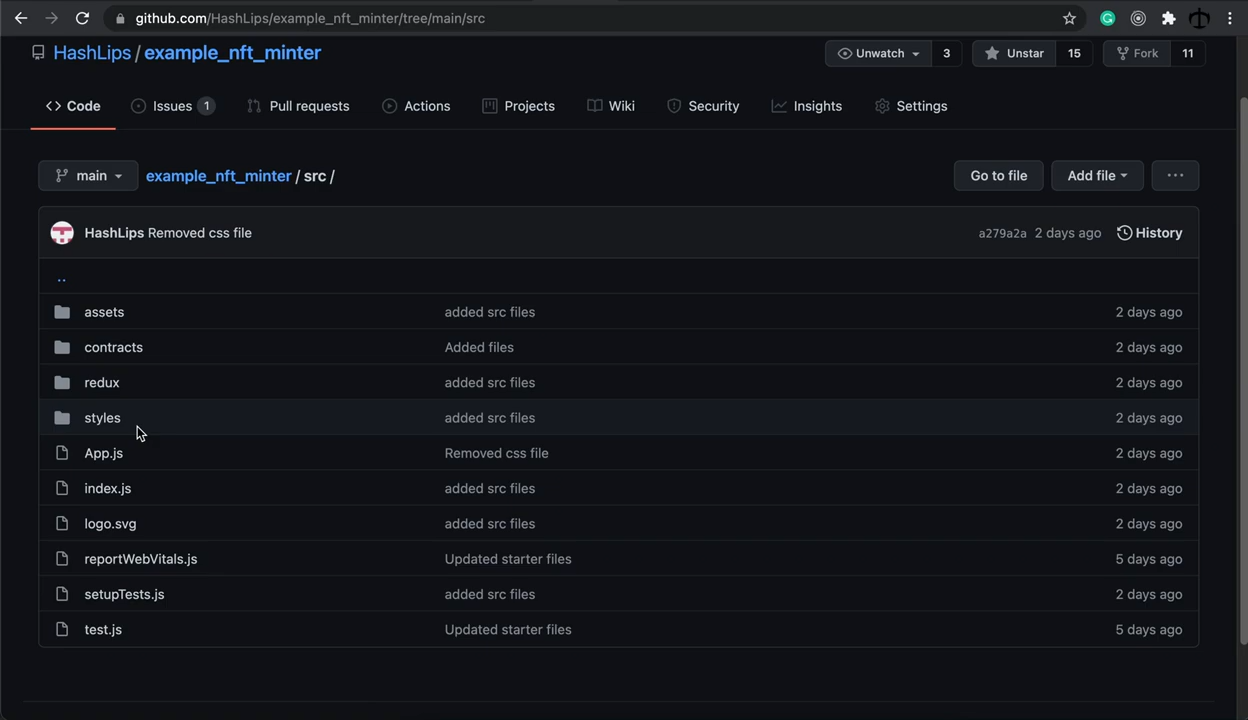 github.com/HashLips/example_nft_minter/tree/main/src
HashLips / example_nft_minter
Unwatch 3 Unstar 15 Fork 11
Code Issues 1 Pull requests Actions Projects Wiki Security Insights Settings
main example_nft_minter / src / Go to file Add file ...
HashLips Removed css file a279a2a 2 days ago History
..
assets added src files 2 days ago
contracts Added files 2 days ago
redux added src files 2 days ago
styles added src files 2 days ago
App.js Removed css file 2 days ago
index.js added src files 2 days ago
logo.svg added src files 2 days ago
reportWebVitals.js Updated starter files 5 days ago
setupTests.js added src files 2 days ago
test.js Updated starter files 5 days ago